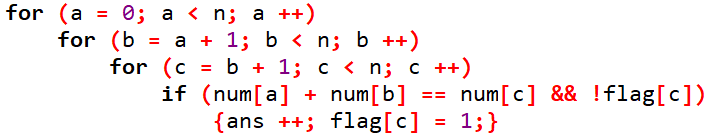 for (a = 0; a < n; a ++)
for (b = a + 1; b < n; b ++)
for (c = b + 1; c < n; c ++)
if (num[a] + num[b] == num[c] && !flag[c])
{ans ++; flag[c] = 1;}